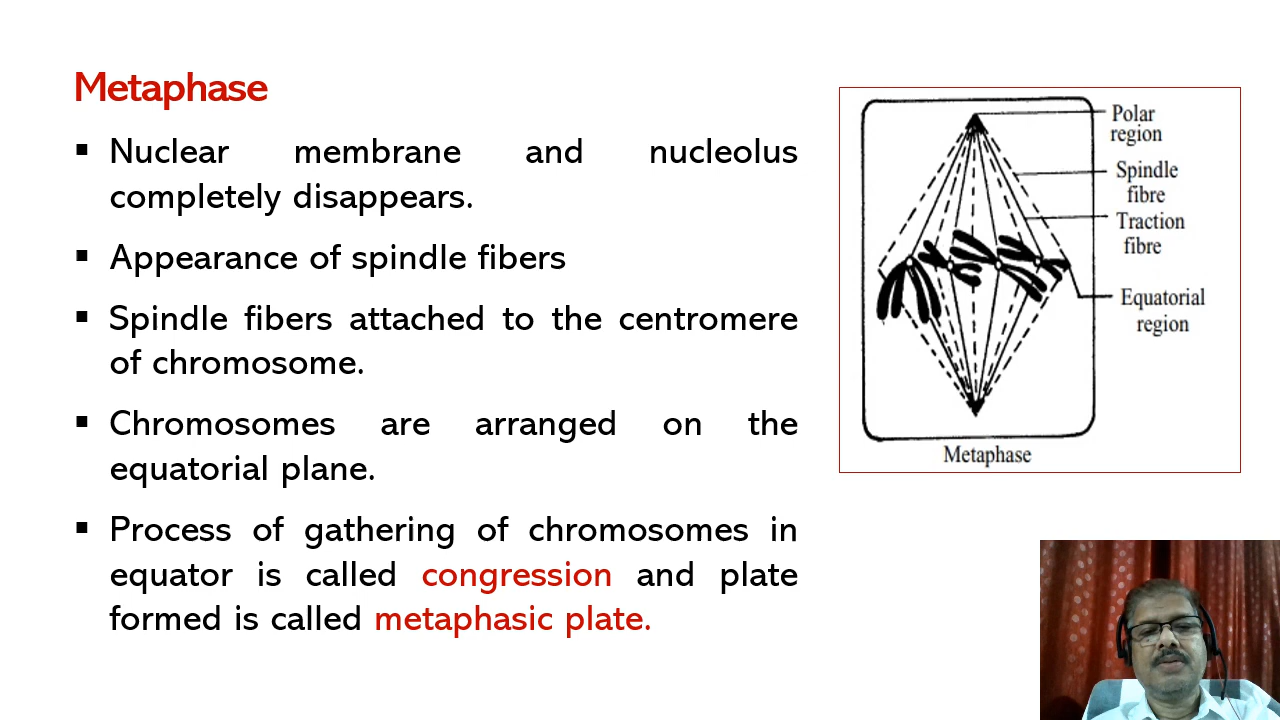 Metaphase
▪ Nuclear membrane and nucleolus
completely disappears.
▪ Appearance of spindle fibers
▪ Spindle fibers attached to the centromere
of chromosome.
▪ Chromosomes are arranged on the
equatorial plane.
▪ Process of gathering of chromosomes in
equator is called congression and plate
formed is called metaphasic plate.
Polar
region
Spindle
fibre
Traction
fibre
Equatorial
region
Metaphase